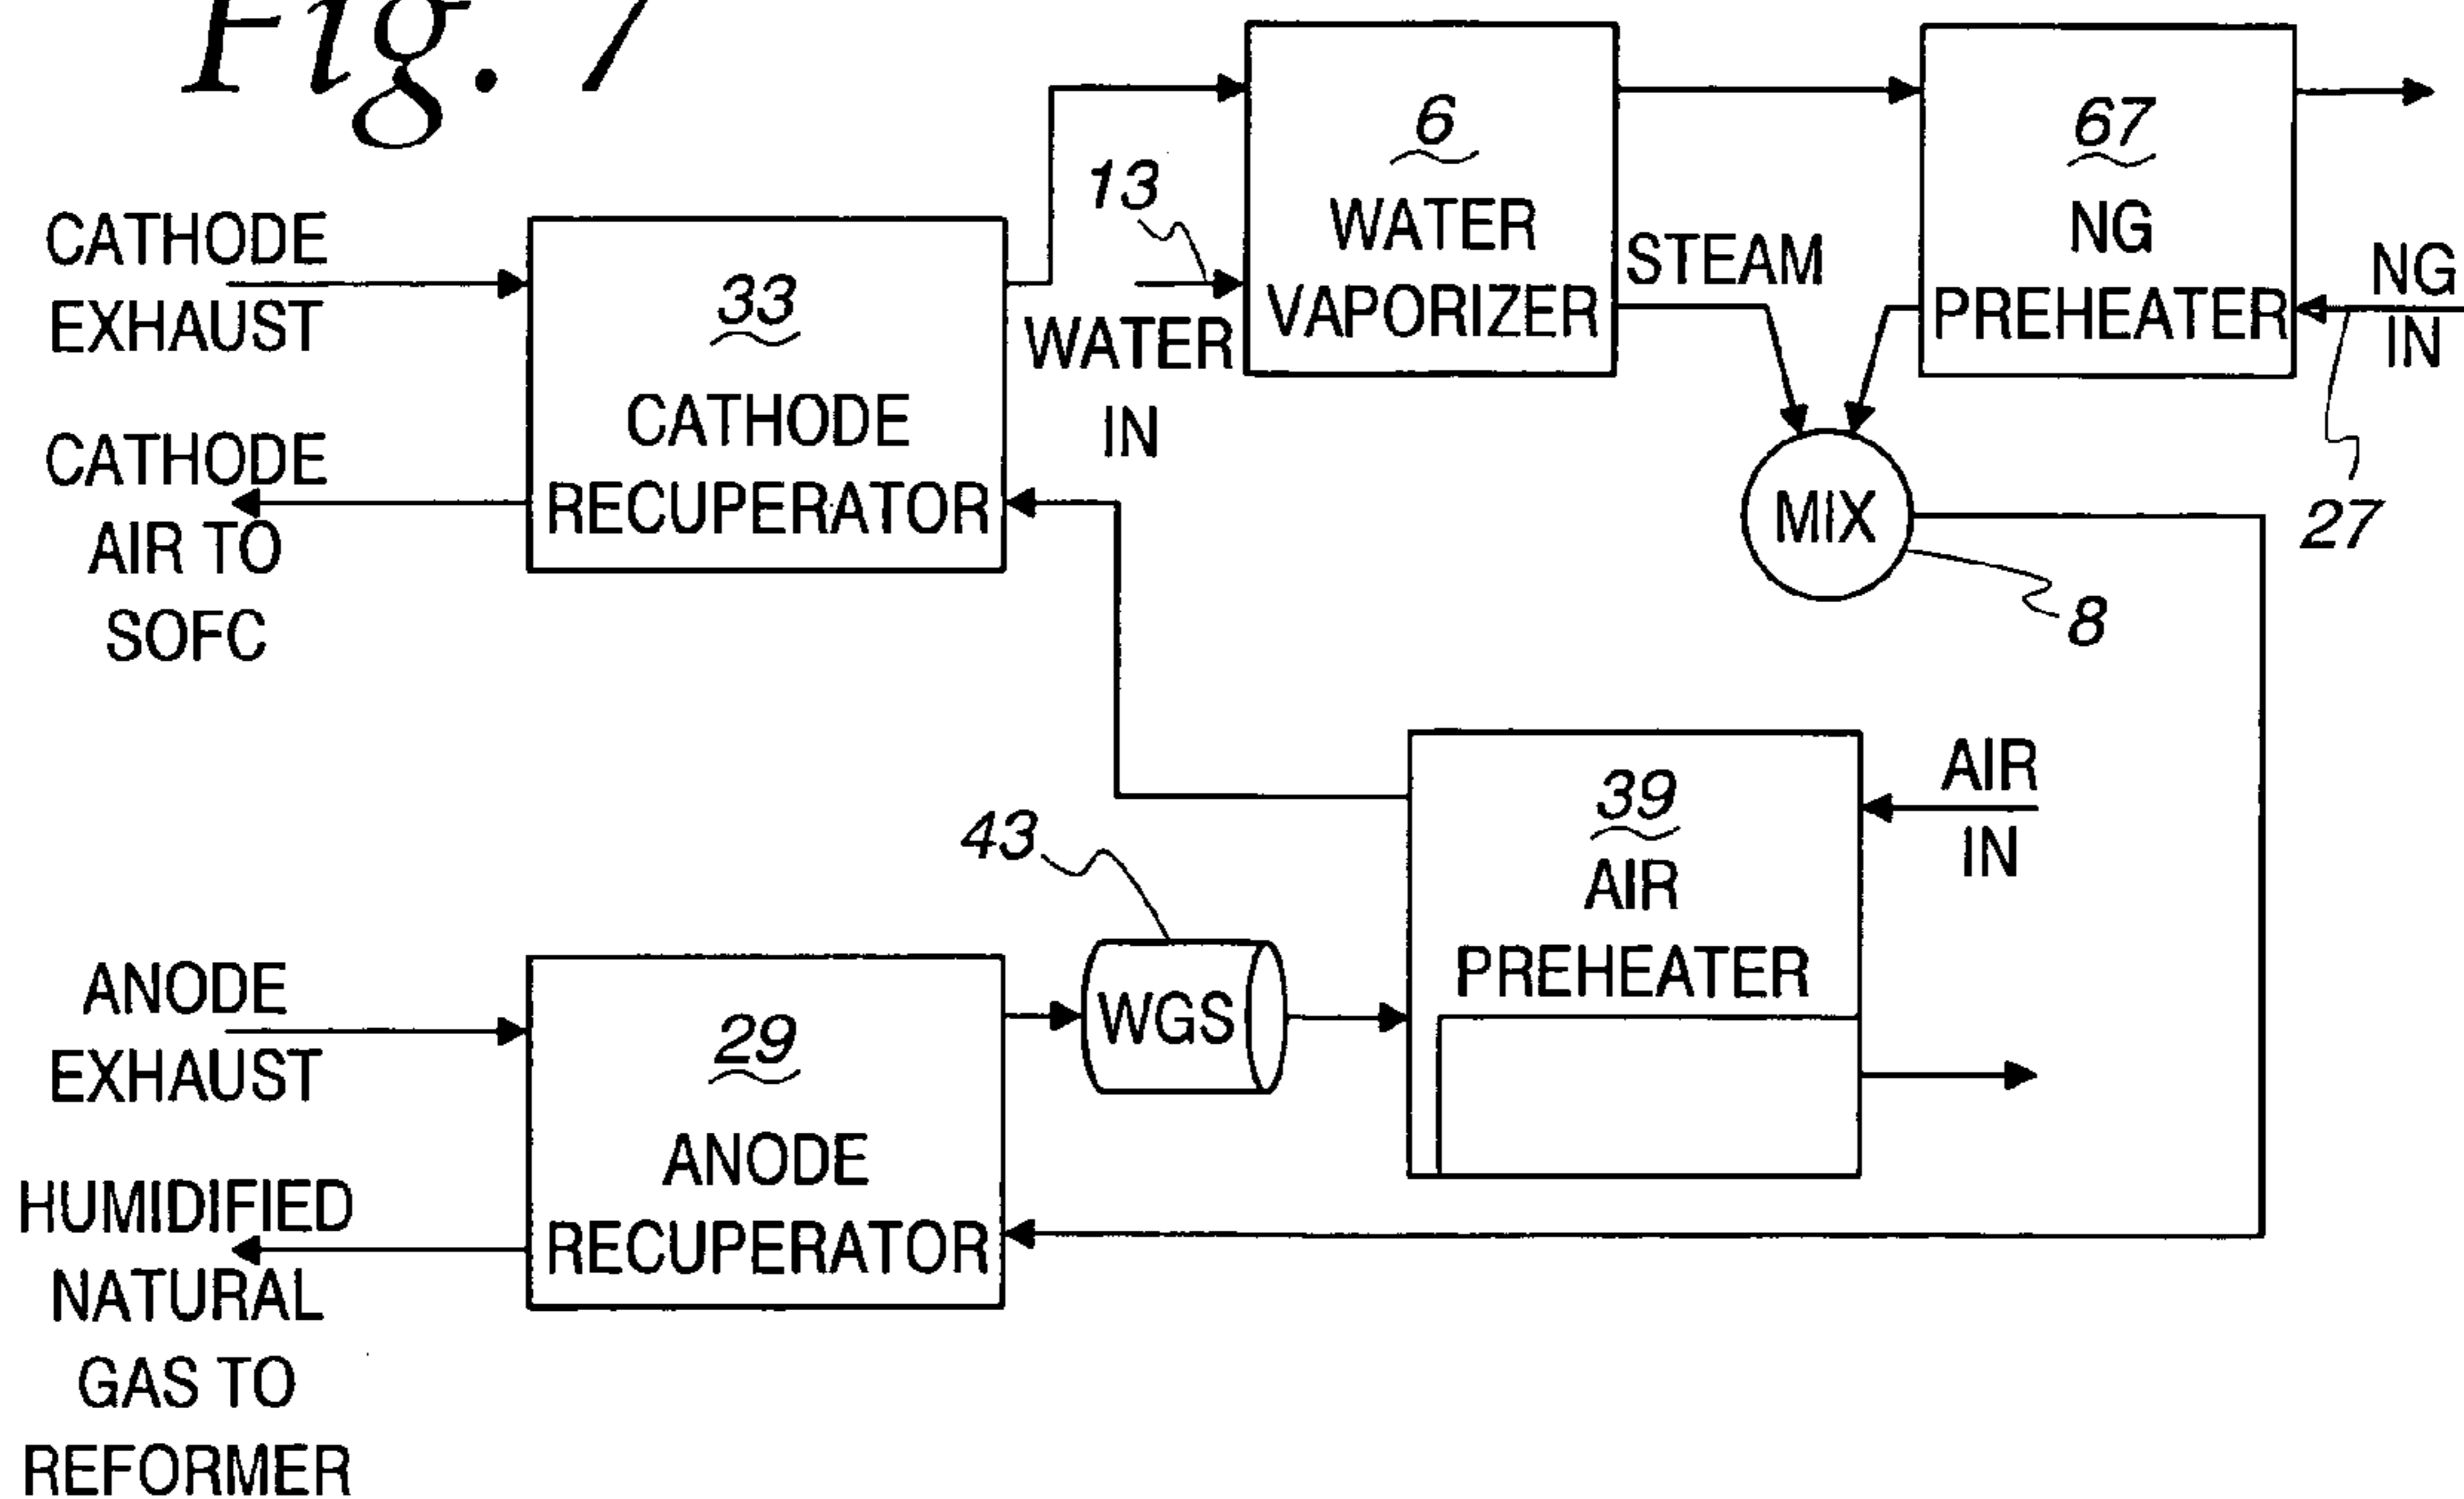 Fig. 7
6
WATER
VAPORIZER
67
NG
PREHEATER
13
WATER
IN
STEAM
NG
IN
27
CATHODE
EXHAUST
33
CATHODE
RECUPERATOR
CATHODE
AIR TO
SOFC
MIX
8
39
AIR
PREHEATER
AIR
IN
43
WGS
ANODE
EXHAUST
29
ANODE
RECUPERATOR
HUMIDIFIED
NATURAL
GAS TO
REFORMER